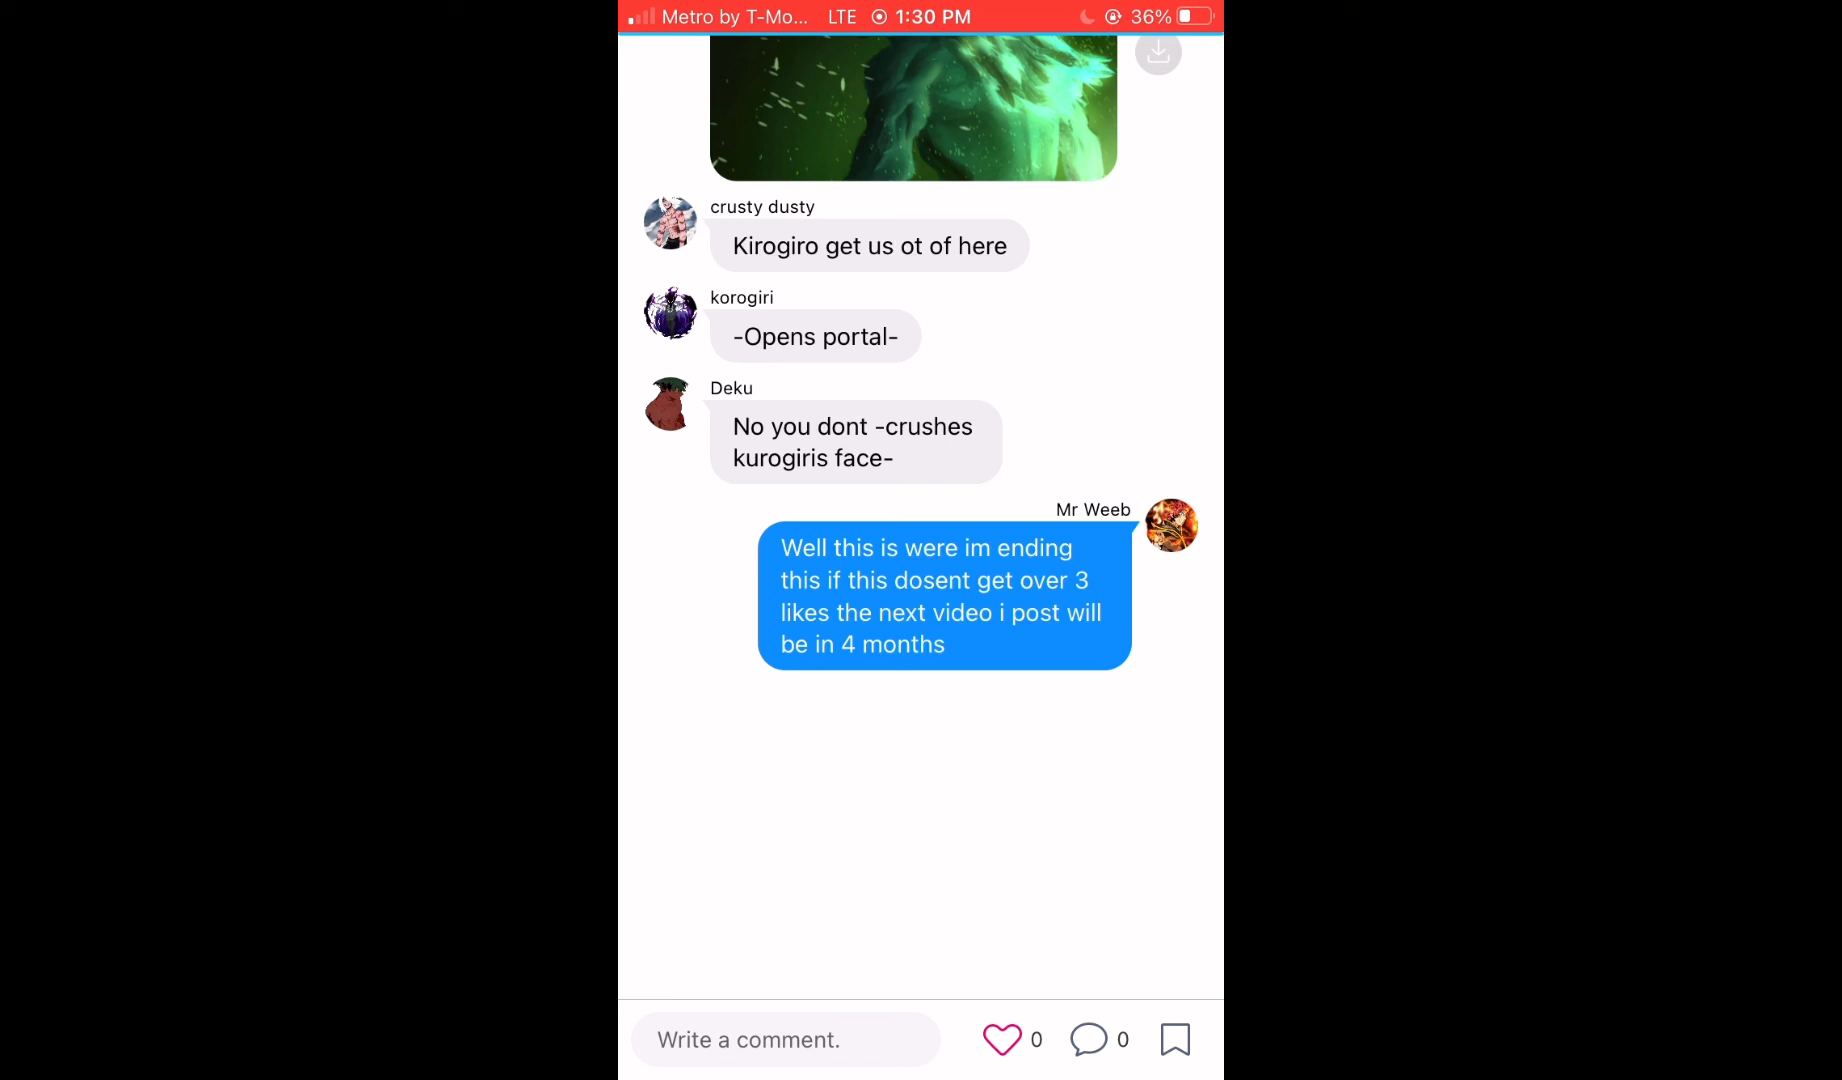 Metro by T-Mo... LTE 1:30 PM 36%
crusty dusty
Kirogiro get us ot of here
korogiri
-Opens portal-
Deku
No you dont -crushes
kurogiris face-
Mr Weeb
Well this is were im ending
this if this dosent get over 3
likes the next video i post will
be in 4 months
Write a comment. 0 0